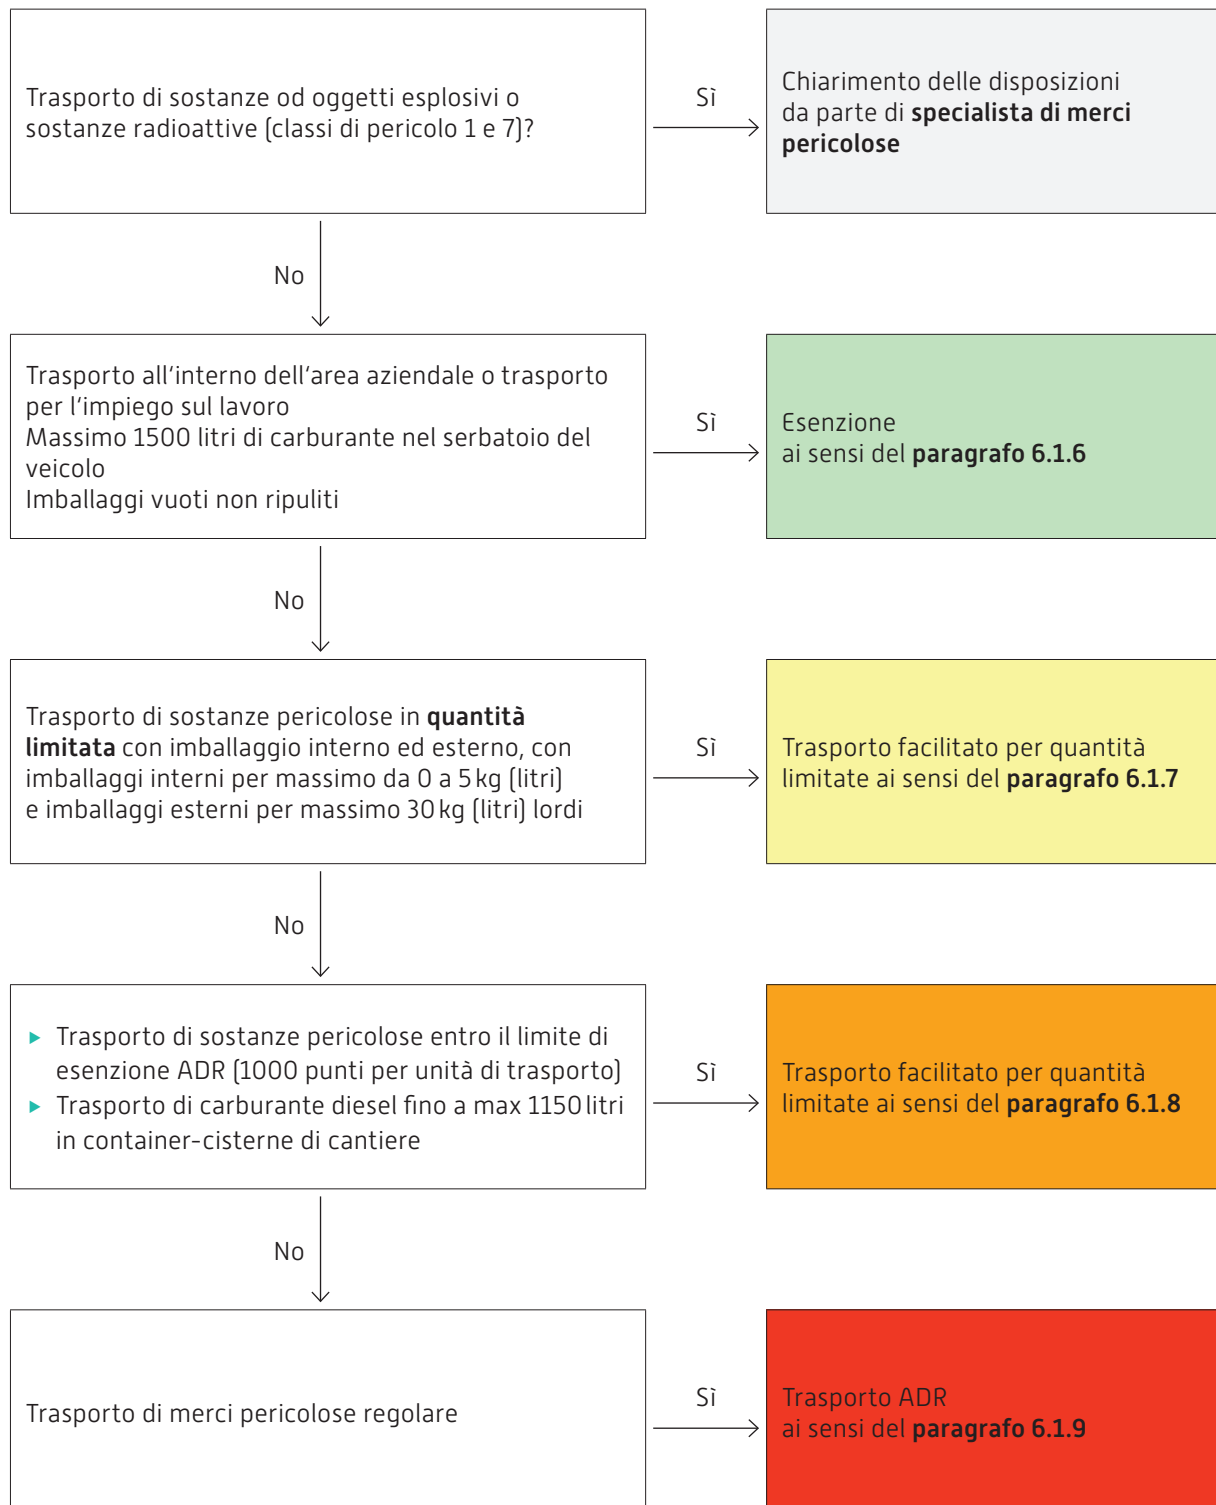 Trasporto di sostanze od oggetti esplosivi o
sostanze radioattive (classi di pericolo 1 e 7)?
Sì
Chiarimento delle disposizioni
da parte di specialista di merci
pericolose
No
Trasporto all‘interno dell‘area aziendale o trasporto
per l‘impiego sul lavoro
Massimo 1500 litri di carburante nel serbatoio del
veicolo
Imballaggi vuoti non ripuliti
Sì
Esenzione
ai sensi del paragrafo 6.1.6
No
Trasporto di sostanze pericolose in quantità
limitata con imballaggio interno ed esterno, con
imballaggi interni per massimo da 0 a 5 kg (litri)
e imballaggi esterni per massimo 30 kg (litri) lordi
Sì
Trasporto facilitato per quantità
limitate ai sensi del paragrafo 6.1.7
No
▸ Trasporto di sostanze pericolose entro il limite di
esenzione ADR (1000 punti per unità di trasporto)
▸ Trasporto di carburante diesel fino a max 1150 litri
in container-cisterne di cantiere
Sì
Trasporto facilitato per quantità
limitate ai sensi del paragrafo 6.1.8
No
Trasporto di merci pericolose regolare
Sì
Trasporto ADR
ai sensi del paragrafo 6.1.9